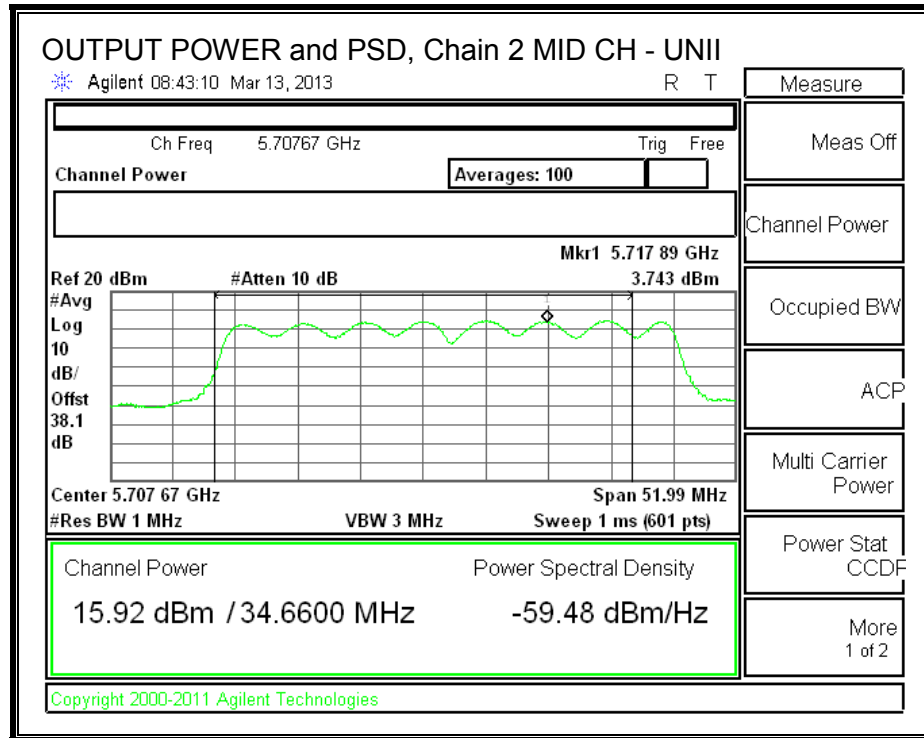 OUTPUT POWER and PSD, Chain 2 MID CH - UNII
Agilent 08:43:10 Mar 13, 2013 R T
Measure
Ch Freq 5.70767 GHz Trig Free
Channel Power Averages: 100
Mkr1 5.717 89 GHz
Ref 20 dBm #Atten 10 dB 3.743 dBm
#Avg
Log
10
dB/
Offst
38.1
dB
1
Center 5.707 67 GHz Span 51.99 MHz
#Res BW 1 MHz VBW 3 MHz Sweep 1 ms (601 pts)
Channel Power Power Spectral Density
15.92 dBm / 34.6600 MHz -59.48 dBm/Hz
Meas Off
Channel Power
Occupied BW
ACP
Multi Carrier
Power
Power Stat
CCDF
More
1 of 2
Copyright 2000-2011 Agilent Technologies